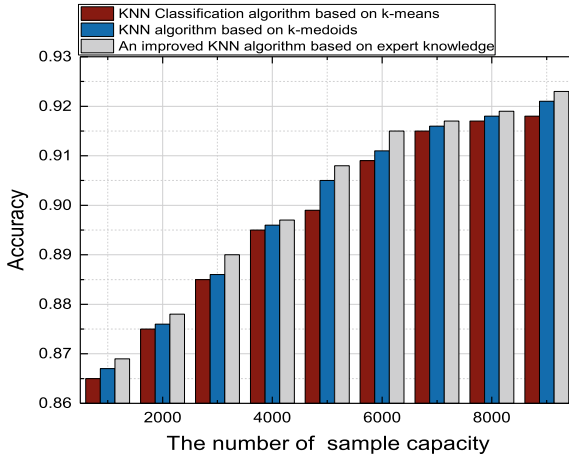 KNN Classification algorithm based on k-means
KNN algorithm based on k-medoids
An improved KNN algorithm based on expert knowledge
0.93
0.92
0.91
0.90
0.89
0.88
0.87
0.86
Accuracy
2000 4000 6000 8000
The number of sample capacity